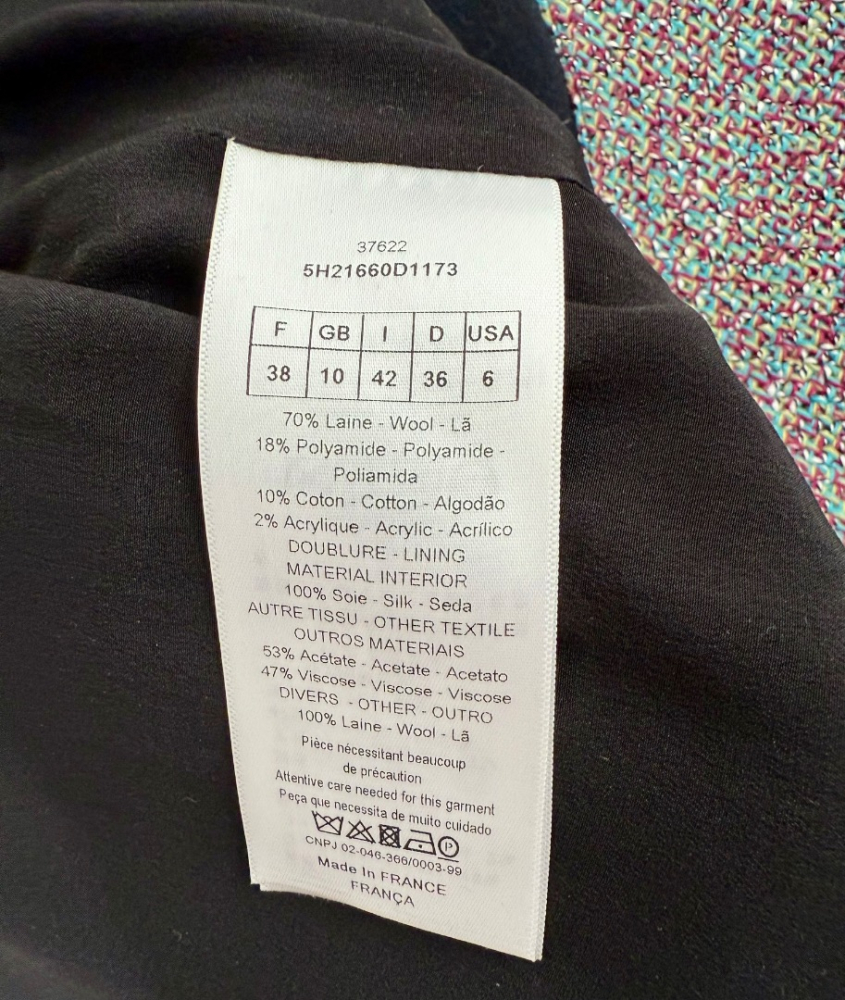 37622
5H21660D1173
F GB I D USA
38 10 42 36 6
70% Laine - Wool - Lã
18% Polyamide - Polyamide -
Poliamida
10% Coton - Cotton - Algodão
2% Acrylique - Acrylic - Acrílico
DOUBLURE - LINING
MATERIAL INTERIOR
100% Soie - Silk - Seda
AUTRE TISSU - OTHER TEXTILE
OUTROS MATERIAIS
53% Acétate - Acetate - Acetato
47% Viscose - Viscose - Viscose
DIVERS - OTHER - OUTRO
100% Laine - Wool - Lã
Pièce nécessitant beaucoup
de précaution
Attentive care needed for this garment
Peça que necessita de muito cuidado
P
CNPJ 02-046-366/0003-99
Made In FRANCE
FRANÇA